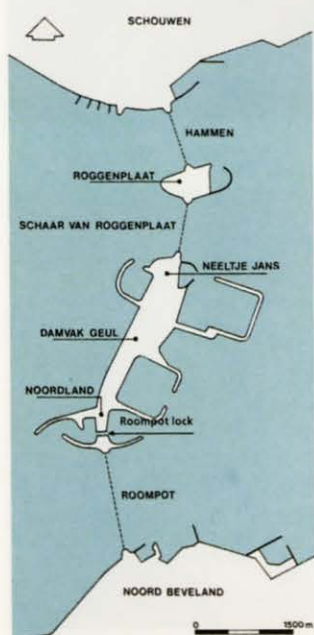 SCHOUWEN
HAMMEN
ROGGENPLAAT
SCHAAR VAN ROGGENPLAAT
NEELTJE JANS
DAMVAK GEUL
NOORDLAND
Roompot lock
ROOMPOT
NOORD BEVELAND
0 1500 m